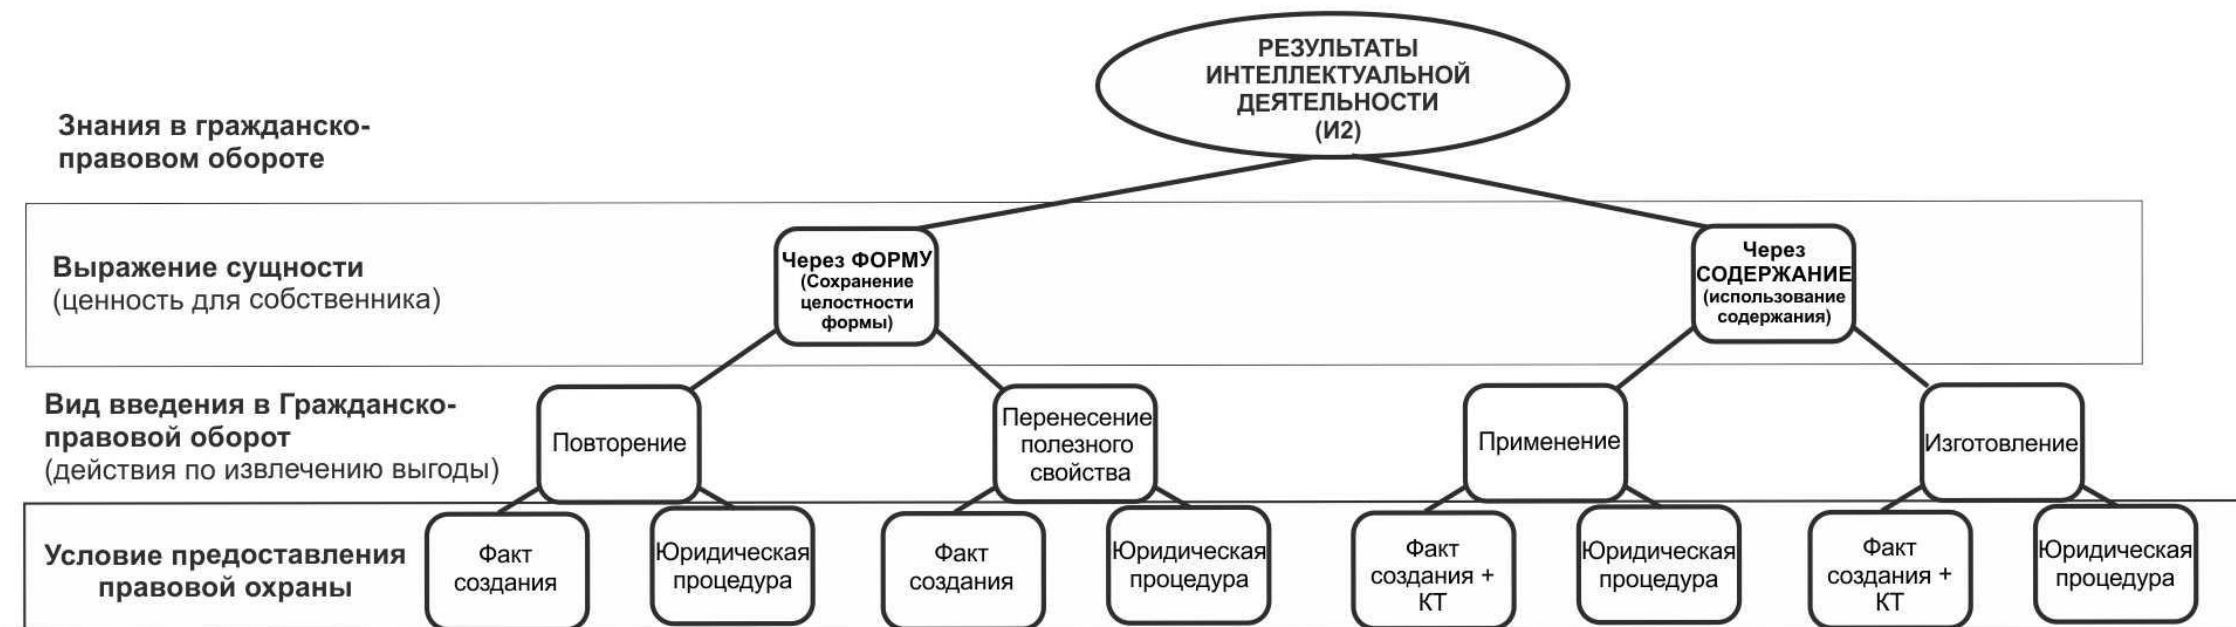 РЕЗУЛЬТАТЫ
ИНТЕЛЛЕКТУАЛЬНОЙ
ДЕЯТЕЛЬНОСТИ
(И2)
Знания в гражданско-
правовом обороте
Выражение сущности
(ценность для собственника)
Через ФОРМУ
(Сохранение
целостности
формы)
Через
СОДЕРЖАНИЕ
(использование
содержания)
Вид введения в Гражданско-
правовой оборот
(действия по извлечению выгоды)
Повторение
Перенесение
полезного
свойства
Применение
Изготовление
Условие предоставления
правовой охраны
Факт
создания
Юридическая
процедура
Факт
создания
Юридическая
процедура
Факт
создания +
КТ
Юридическая
процедура
Факт
создания +
КТ
Юридическая
процедура